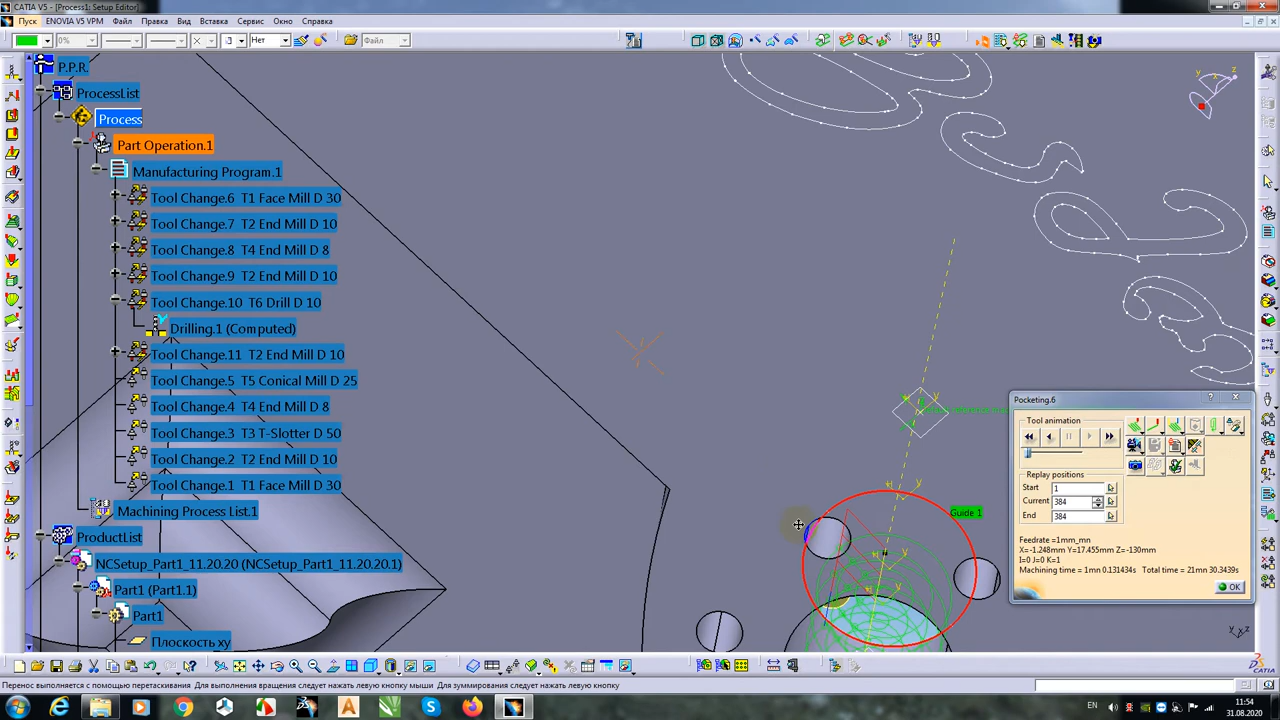 CATIA V5 - [Process1: Setup Editor]
Пуск ENOVIA V5 VPM Файл Правка Вид Вставка Сервис Окно Справка
0% Нет Файл
P.P.R.
ProcessList
Process
Part Operation.1
Manufacturing Program.1
Tool Change.6 T1 Face Mill D 30
Tool Change.7 T2 End Mill D 10
Tool Change.8 T4 End Mill D 8
Tool Change.9 T2 End Mill D 10
Tool Change.10 T6 Drill D 10
Drilling.1 (Computed)
Tool Change.11 T2 End Mill D 10
Tool Change.5 T5 Conical Mill D 25
Tool Change.4 T4 End Mill D 8
Tool Change.3 T3 T-Slotter D 50
Tool Change.2 T2 End Mill D 10
Tool Change.1 T1 Face Mill D 30
Machining Process List.1
ProductList
NCSetup_Part1_11.20.20 (NCSetup_Part1_11.20.20.1)
Part1 (Part1.1)
Part1
Плоскость xy
Guide 1
Pocketing.6
Tool animation
Replay positions
Start 1
Current 384
End 384
Feedrate =1mm_mn
X=-1.248mm Y=17.455mm Z=-130mm
I=0 J=0 K=1
Machining time = 1mn 0.131434s Total time = 21mn 30.3439s
OK
Перенос выполняется с помощью перетаскивания Для выполнения вращения следует нажать левую кнопку мыши Для зуммирования следует нажать левую кнопку)
EN
11:54
31.08.2020